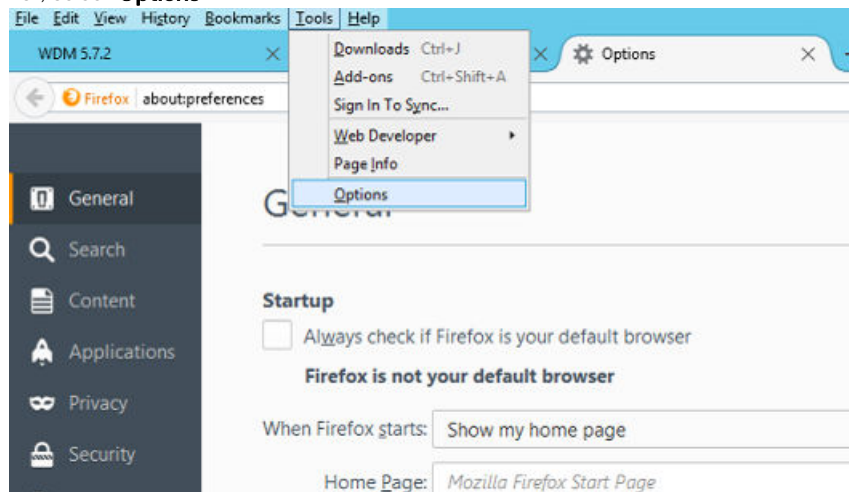 Options
File Edit View History Bookmarks Tools Help
WDM 5.7.2
Options
Firefox about:preferences
Downloads Ctrl+J
Add-ons Ctrl+Shift+A
Sign In To Sync...
Web Developer
Page Info
Options
General
General
Search
Content
Applications
Privacy
Security
Startup
Always check if Firefox is your default browser
Firefox is not your default browser
When Firefox starts: Show my home page
Home Page: Mozilla Firefox Start Page